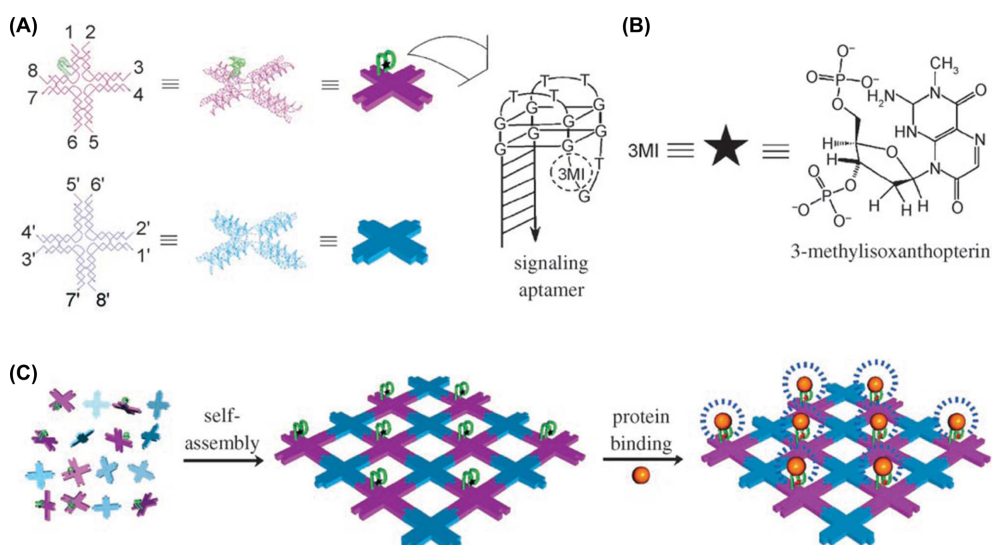 (A)
1 2
8
3
7
4
6 5
≡
≡
5' 6'
4'
2'
3'
1'
7' 8'
≡
≡
T
T
G
T
G
G
G
G
G
G
G
3MI
T
G
signaling
aptamer
(B)
3MI ≡ ★ ≡
O⁻
O
P
O⁻
O
O
CH₃
H₂N
N
O
HN
N
H
O
N
N
H
O
O
O
P
O⁻
O⁻
H
H
H
O
3-methylisoxanthopterin
(C)
self-
assembly
protein
binding